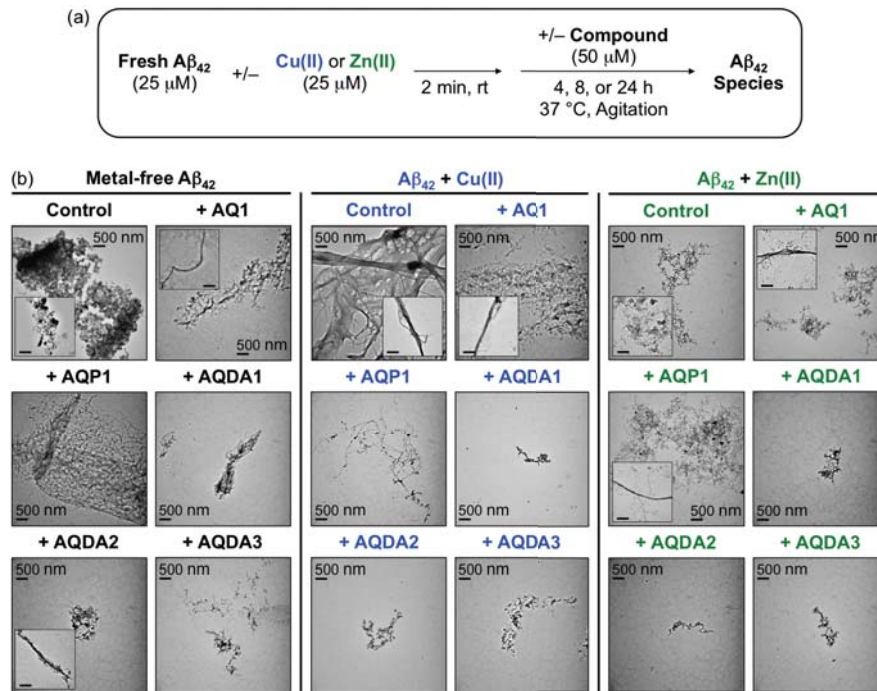 (a)
Fresh Aβ42
(25 μM)
+/–
Cu(II) or Zn(II)
(25 μM)
2 min, rt
+/– Compound
(50 μM)
4, 8, or 24 h
37 °C, Agitation
Aβ42
Species
(b)
Metal-free Aβ42
Control
+ AQ1
500 nm
500 nm
+ AQP1
+ AQDA1
500 nm
500 nm
+ AQDA2
+ AQDA3
500 nm
500 nm
Aβ42 + Cu(II)
Control
+ AQ1
500 nm
500 nm
+ AQP1
+ AQDA1
500 nm
500 nm
+ AQDA2
+ AQDA3
500 nm
500 nm
Aβ42 + Zn(II)
Control
+ AQ1
500 nm
500 nm
+ AQP1
+ AQDA1
500 nm
500 nm
+ AQDA2
+ AQDA3
500 nm
500 nm